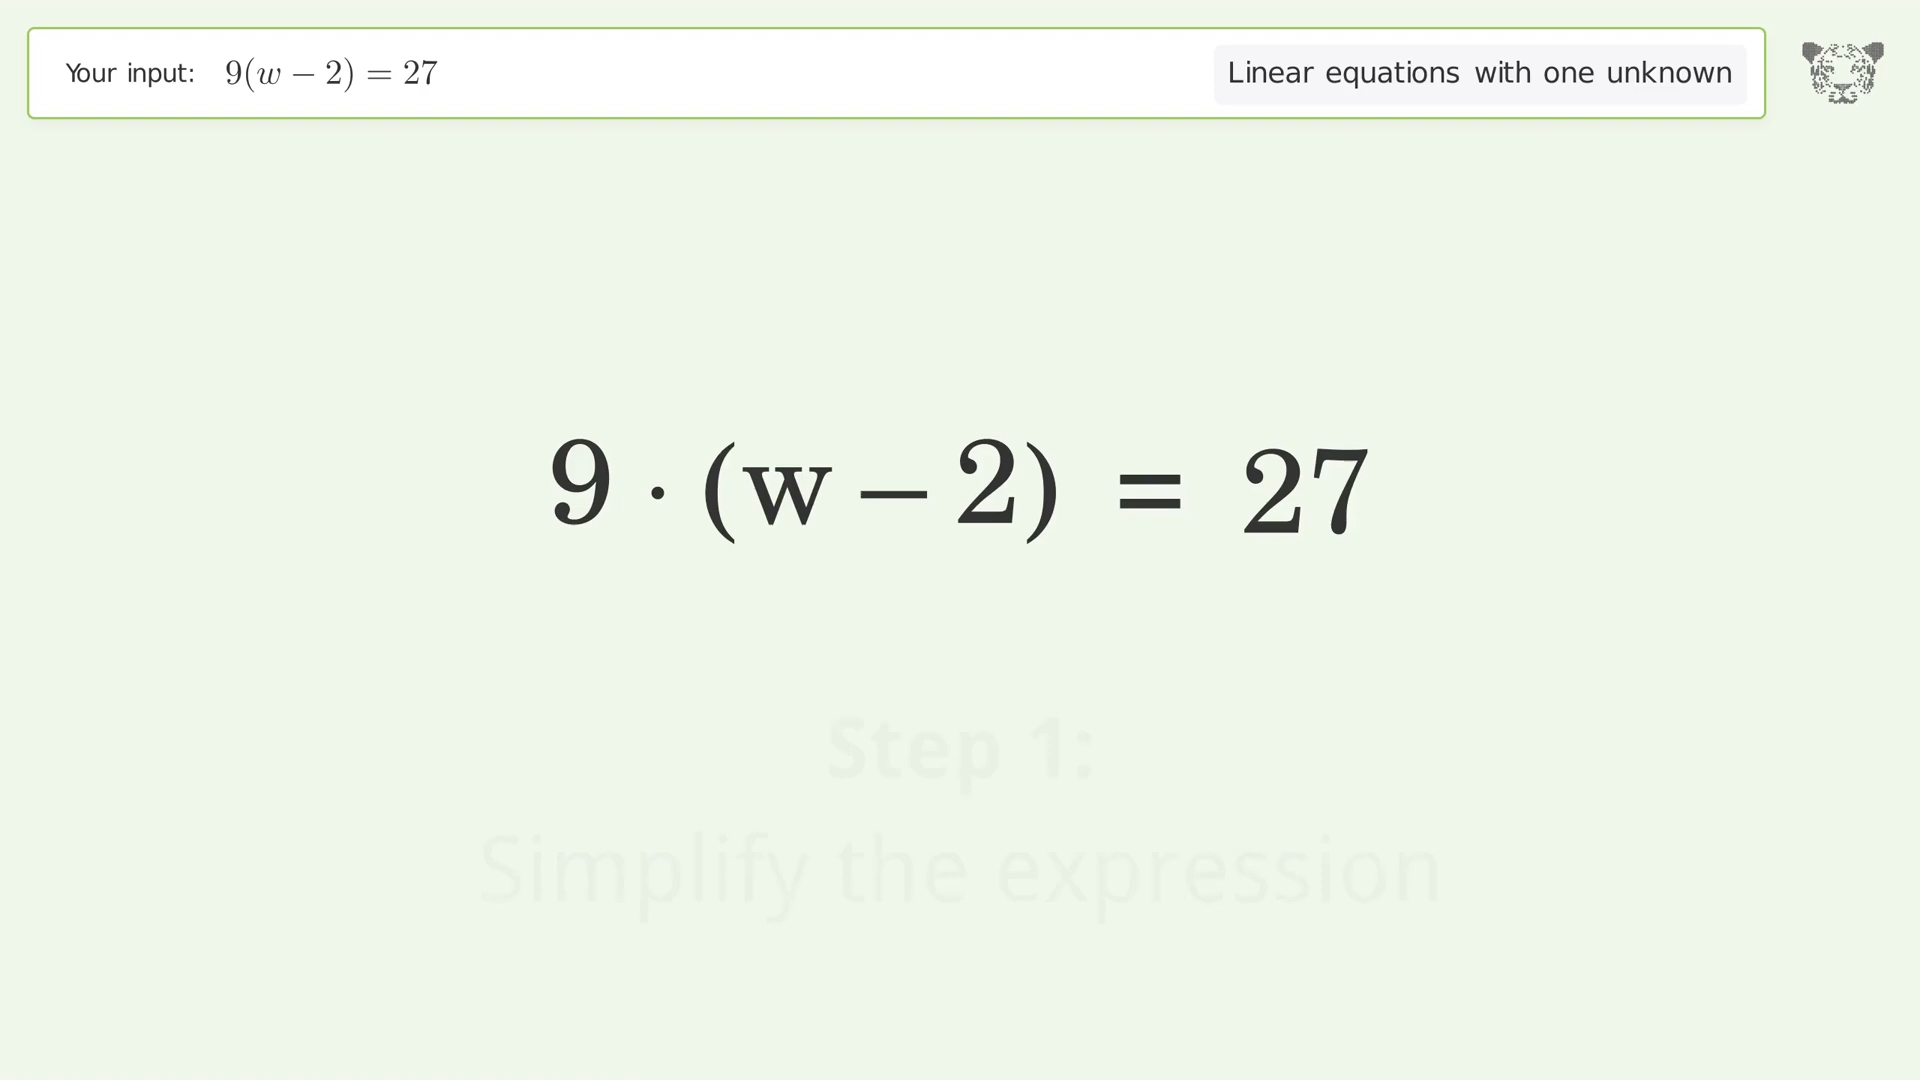 Your input: 9(w − 2) = 27
Linear equations with one unknown
9 · (w − 2) = 27
Step 1:
Simplify the expression